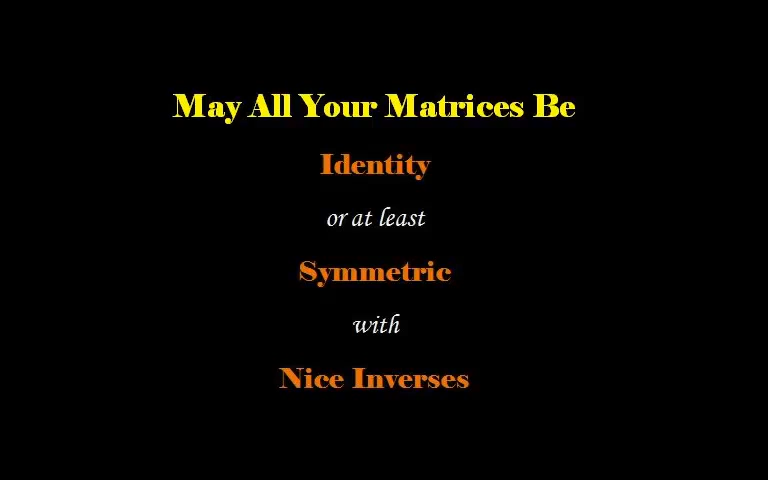 May All Your Matrices Be
Identity
or at least
Symmetric
with
Nice Inverses